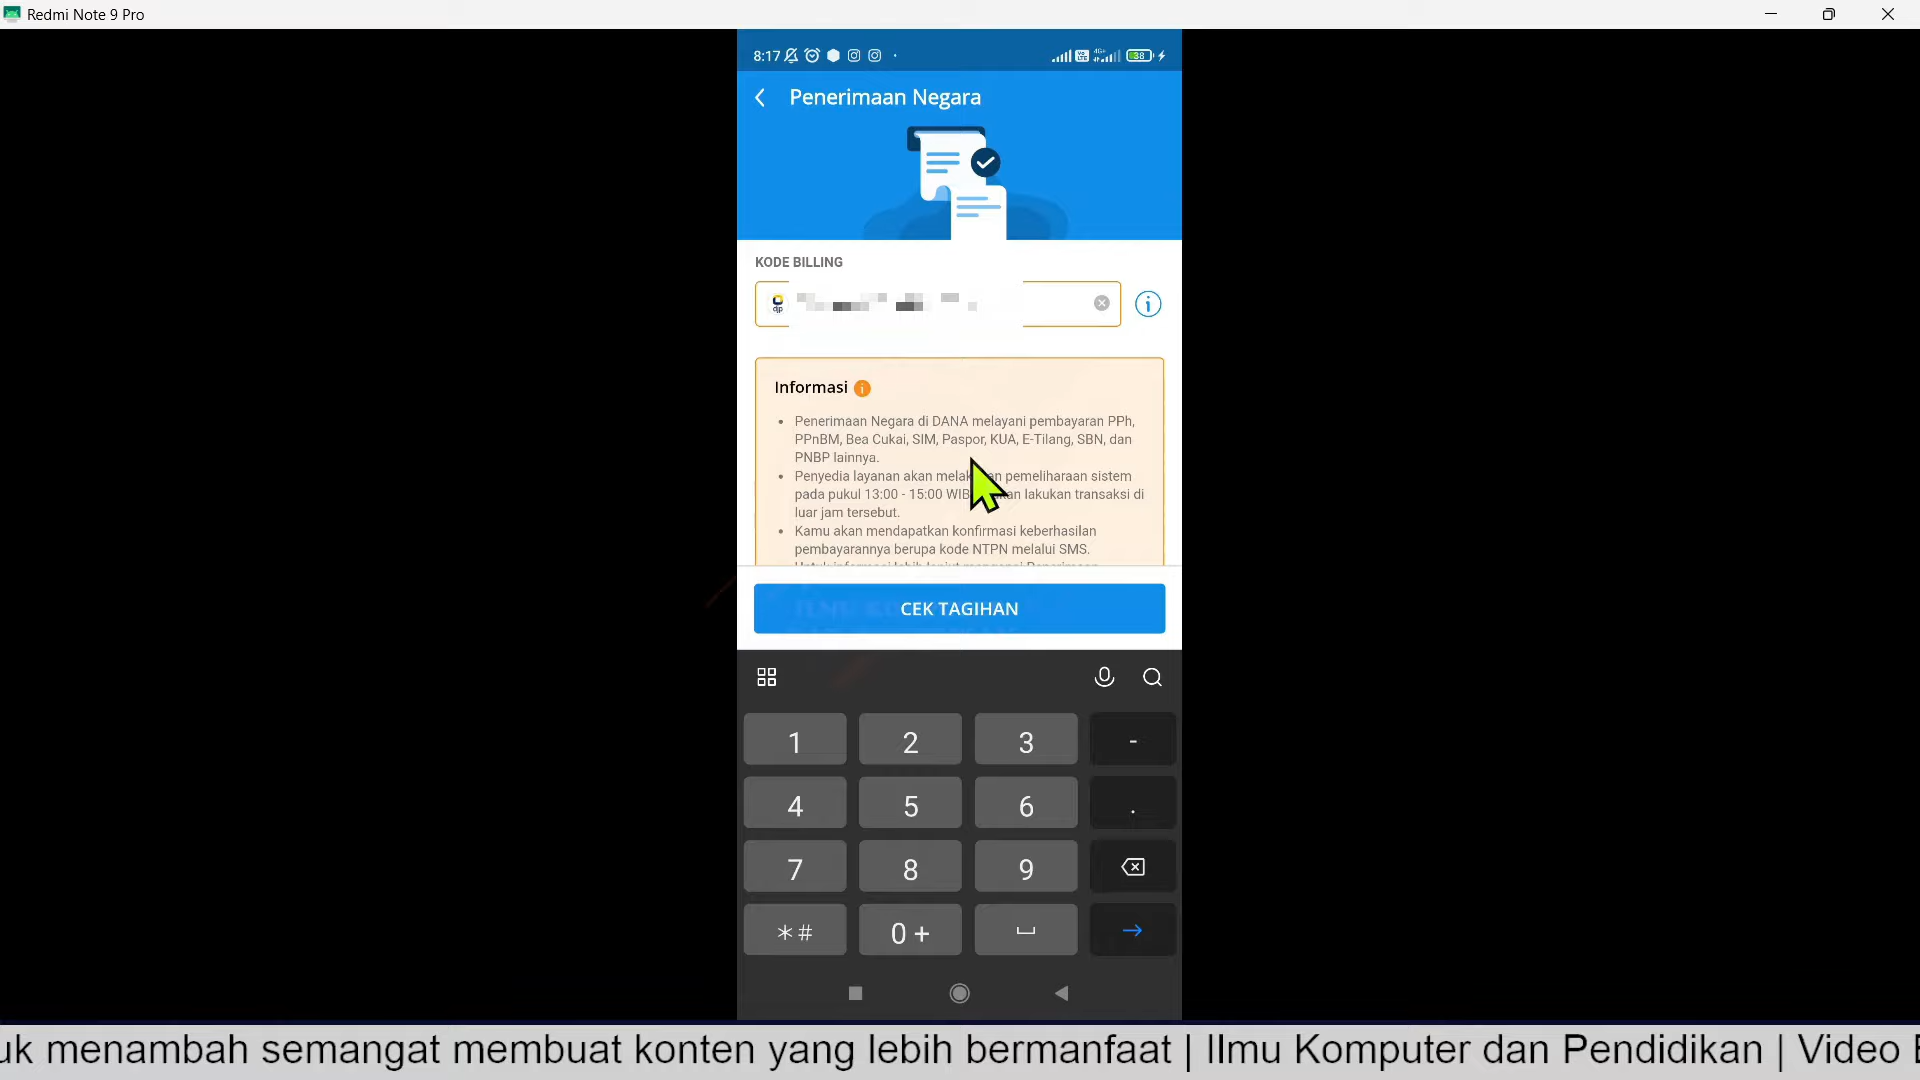 Redmi Note 9 Pro
8:17
38
Penerimaan Negara
KODE BILLING
djp
Informasi
• Penerimaan Negara di DANA melayani pembayaran PPh,
PPnBM, Bea Cukai, SIM, Paspor, KUA, E-Tilang, SBN, dan
PNBP lainnya.
• Penyedia layanan akan pemeliharaan sistem
pada pukul 13:00 - 15:00 WIB lakukan transaksi di
luar jam tersebut.
• Kamu akan mendapatkan konfirmasi keberhasilan
pembayarannya berupa kode NTPN melalui SMS.
CEK TAGIHAN
1 2 3 -
4 5 6 .
7 8 9
*# 0 +
menambah semangat membuat konten yang lebih bermanfaat | Ilmu Komputer dan Pendidikan | Video